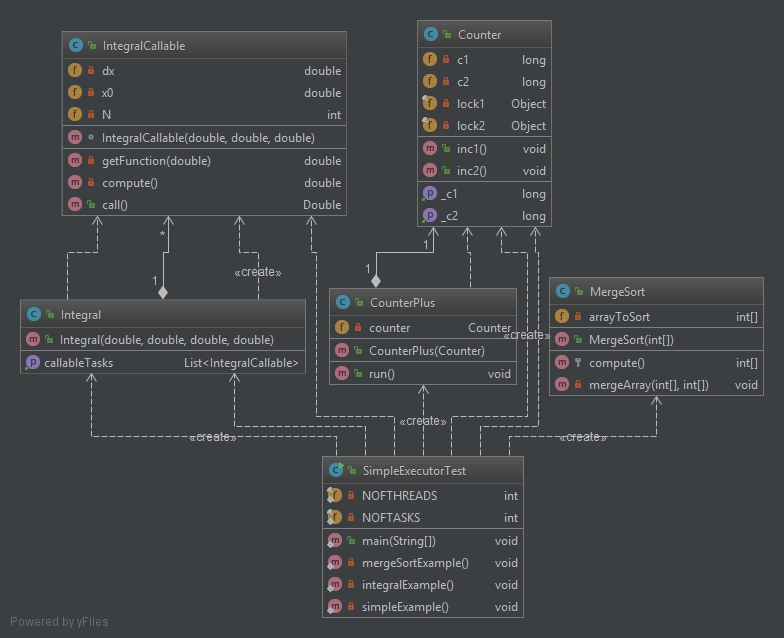 IntegralCallable
dx double
x0 double
N int
IntegralCallable(double, double, double)
getFunction(double) double
compute() double
call() Double
Counter
c1 long
c2 long
lock1 Object
lock2 Object
inc1() void
inc2() void
_c1 long
_c2 long
*
1
«create»
1
1
Integral
Integral(double, double, double, double)
callableTasks List<IntegralCallable>
CounterPlus
counter Counter
CounterPlus(Counter)
run() void
«create»
MergeSort
arrayToSort int[]
MergeSort(int[])
compute() int[]
mergeArray(int[], int[]) void
«create»
«create»
«create»
SimpleExecutorTest
NOFTHREADS int
NOFTASKS int
main(String[]) void
mergeSortExample() void
integralExample() void
simpleExample() void
Powered by yFiles